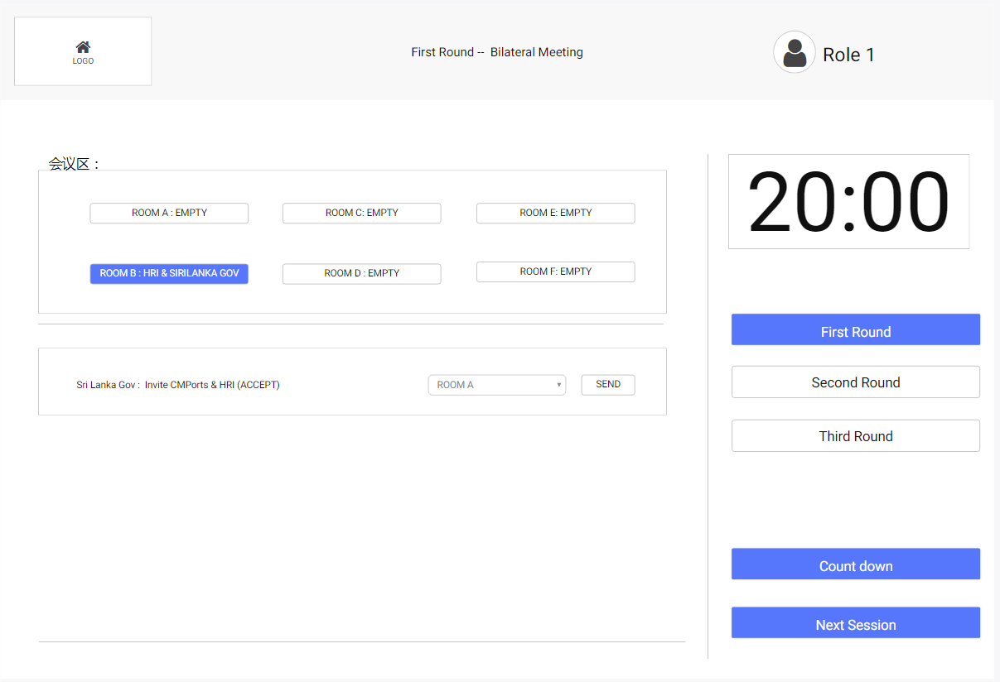 LOGO
First Round -- Bilateral Meeting
Role 1
会议区：
ROOM A : EMPTY
ROOM C: EMPTY
ROOM E: EMPTY
ROOM B : HRI & SIRILANKA GOV
ROOM D : EMPTY
ROOM F: EMPTY
Sri Lanka Gov : Invite CMPorts & HRI (ACCEPT)
ROOM A
SEND
20:00
First Round
Second Round
Third Round
Count down
Next Session